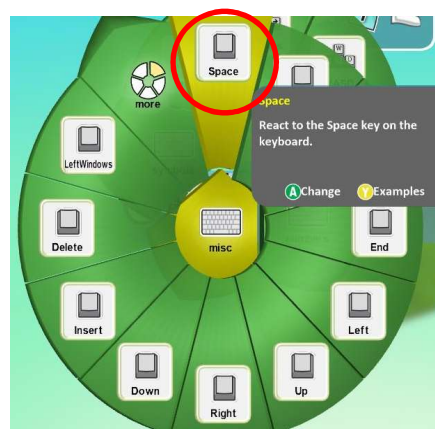 Space
more
Space
React to the Space key on the
keyboard.
A Change Y Examples
LeftWindows
Delete
misc
End
Insert
Left
Down
Up
Right